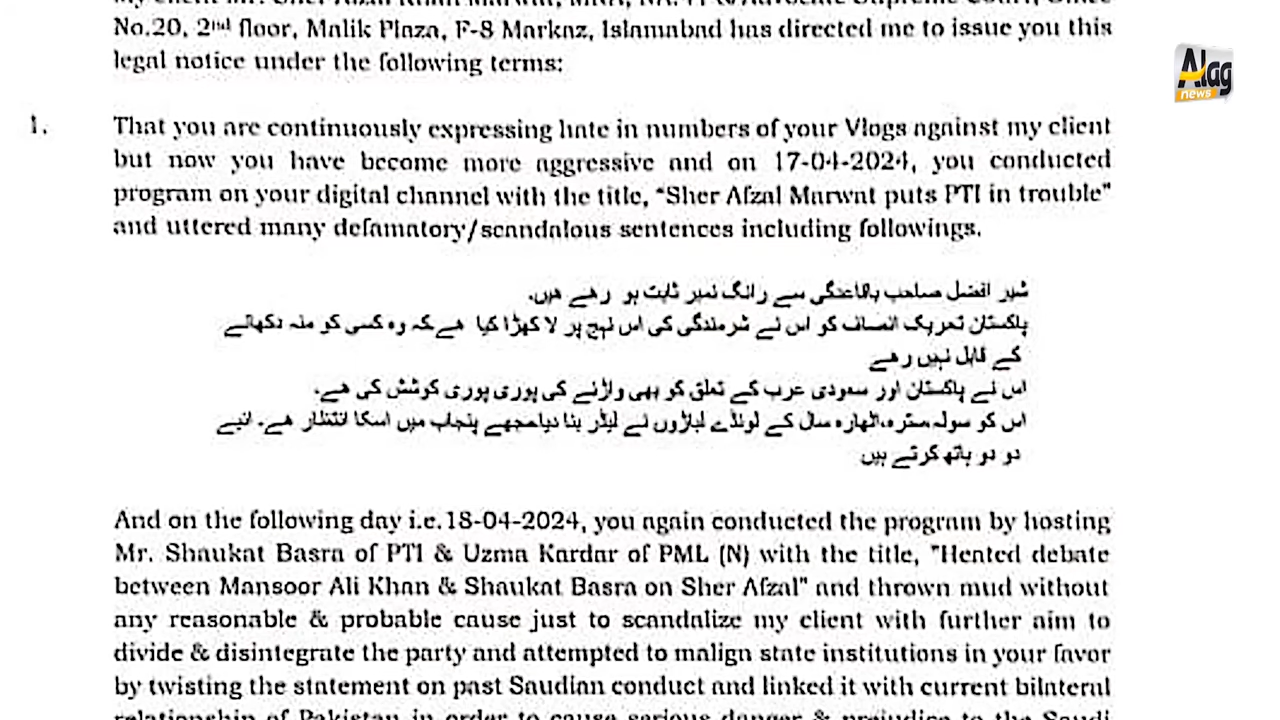 No.20, 2nd floor, Malik Plaza, F-8 Markaz, Islamabad has directed me to issue you this
legal notice under the following terms:
Alag
news
1. That you are continuously expressing hate in numbers of your Vlogs against my client
but now you have become more aggressive and on 17-04-2024, you conducted
program on your digital channel with the title, "Sher Afzal Marwat puts PTI in trouble"
and uttered many defamatory/scandalous sentences including followings.
شیر افضل صاحب باقاعدگی سے رانگ نمبر ثابت ہو رھے ھیں۔
پاکستان تحریک انصاف کو اس نے شرمندگی کی اس نہج پر لا کھڑا کیا ھےکہ وہ کسی کو منہ دکھانے
کے قابل نہیں رھے
اس نے پاکستان اور سعودی عرب کے تعلق کو بھی واڑنے کی پوری پوری کوشش کی ھے۔
اس کو سولہ،سترہ،اٹھارہ سال کے لونڈے لپاڑوں نے لیڈر بنا دیا۔مجھے پنجاب میں اسکا انتظار ھے۔
دو دو ہاتھ کرتے ہیں
And on the following day i.e.18-04-2024, you again conducted the program by hosting
Mr. Shaukat Basra of PTI & Uzma Kardar of PML (N) with the title, "Heated debate
between Mansoor Ali Khan & Shaukat Basra on Sher Afzal" and thrown mud without
any reasonable & probable cause just to scandalize my client with further aim to
divide & disintegrate the party and attempted to malign state institutions in your favor
by twisting the statement on past Saudian conduct and linked it with current bilateral